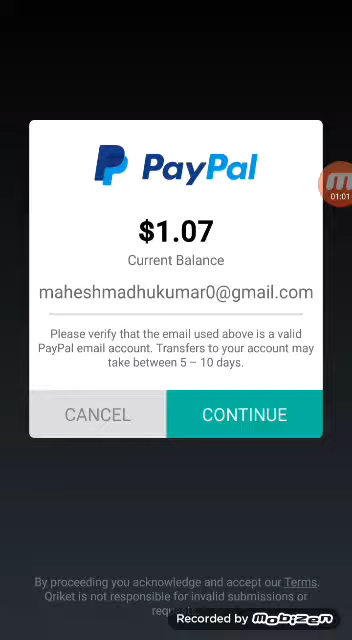 PayPal
$1.07
Current Balance
maheshmadhukumar0@gmail.com
Please verify that the email used above is a valid
PayPal email account. Transfers to your account may
take between 5 – 10 days.
CANCEL
CONTINUE
01:01
By proceeding you acknowledge and accept our Terms.
Qriket is not responsible for invalid submissions or
Recorded by mobizen